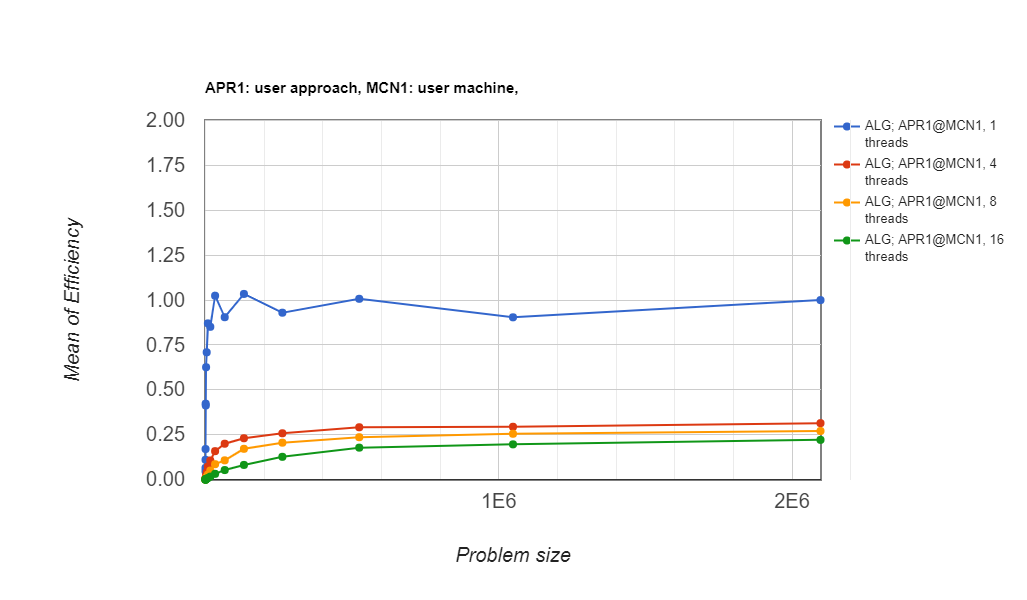 APR1: user approach, MCN1: user machine,
2.00
1.75
1.50
1.25
1.00
0.75
0.50
0.25
0.00
Mean of Efficiency
1E6
2E6
Problem size
ALG; APR1@MCN1, 1
threads
ALG; APR1@MCN1, 4
threads
ALG; APR1@MCN1, 8
threads
ALG; APR1@MCN1, 16
threads